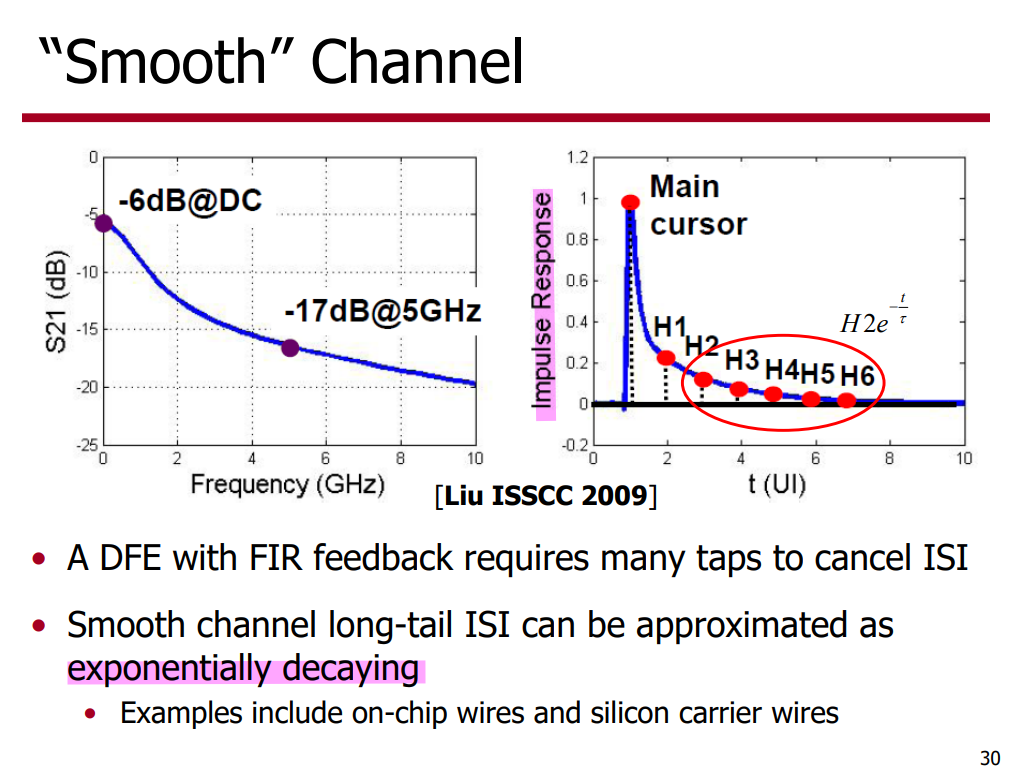 “Smooth” Channel
0
-5
-10
-15
-20
-25
0 2 4 6 8 10
S21 (dB)
Frequency (GHz)
-6dB@DC
-17dB@5GHz
1.2
1
0.8
0.6
0.4
0.2
0
-0.2
0 2 4 6 8 10
Impulse Response
t (UI)
Main
cursor
H1
H2
H3
H4
H5
H6
H2e^{-t/τ}
[Liu ISSCC 2009]
• A DFE with FIR feedback requires many taps to cancel ISI
• Smooth channel long-tail ISI can be approximated as
exponentially decaying
• Examples include on-chip wires and silicon carrier wires
30